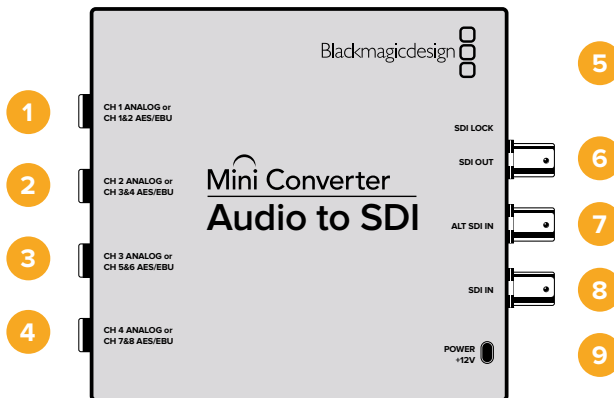 Blackmagicdesign
5
1
CH 1 ANALOG or
CH 1&2 AES/EBU
SDI LOCK
SDI OUT
6
2
CH 2 ANALOG or
CH 3&4 AES/EBU
Mini Converter
Audio to SDI
ALT SDI IN
7
3
CH 3 ANALOG or
CH 5&6 AES/EBU
SDI IN
8
4
CH 4 ANALOG or
CH 7&8 AES/EBU
POWER
+12V
9